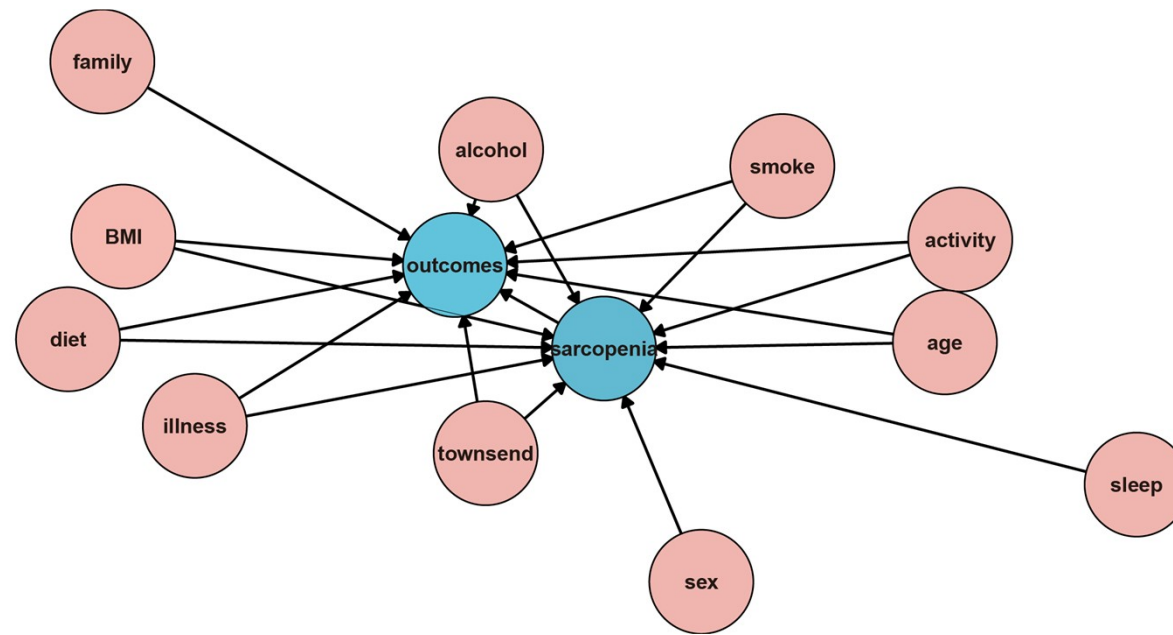 family
alcohol
smoke
BMI
activity
outcomes
diet
sarcopenia
age
illness
townsend
sleep
sex